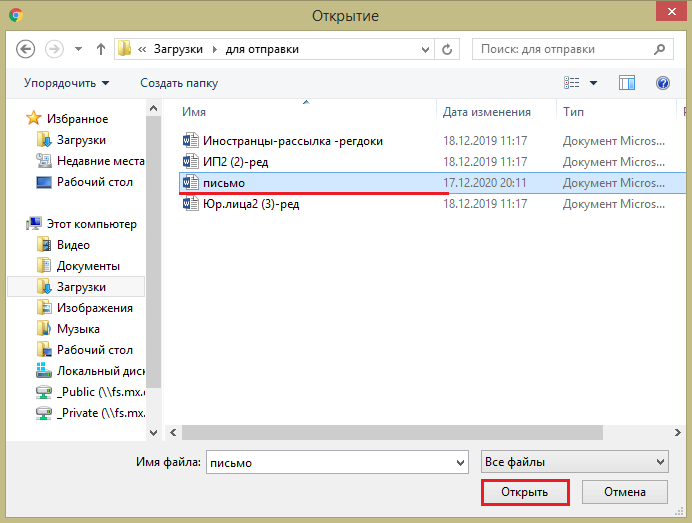 Открытие
« Загрузки для отправки
Поиск: для отправки
Упорядочить Создать папку
Имя Дата изменения Тип
Избранное
Загрузки
Недавние места
Рабочий стол
Этот компьютер
Видео
Документы
Загрузки
Изображения
Музыка
Рабочий стол
Локальный диск
_Public (\\fs.mx.
_Private (\\fs.mx.
Иностранцы-рассылка -регдоки 18.12.2019 11:17 Документ Micros...
ИП2 (2)-ред 18.12.2019 11:17 Документ Micros...
письмо 17.12.2020 20:11 Документ Micros...
Юр.лица2 (3)-ред 18.12.2019 11:17 Документ Micros...
Имя файла: письмо Все файлы
Открыть Отмена